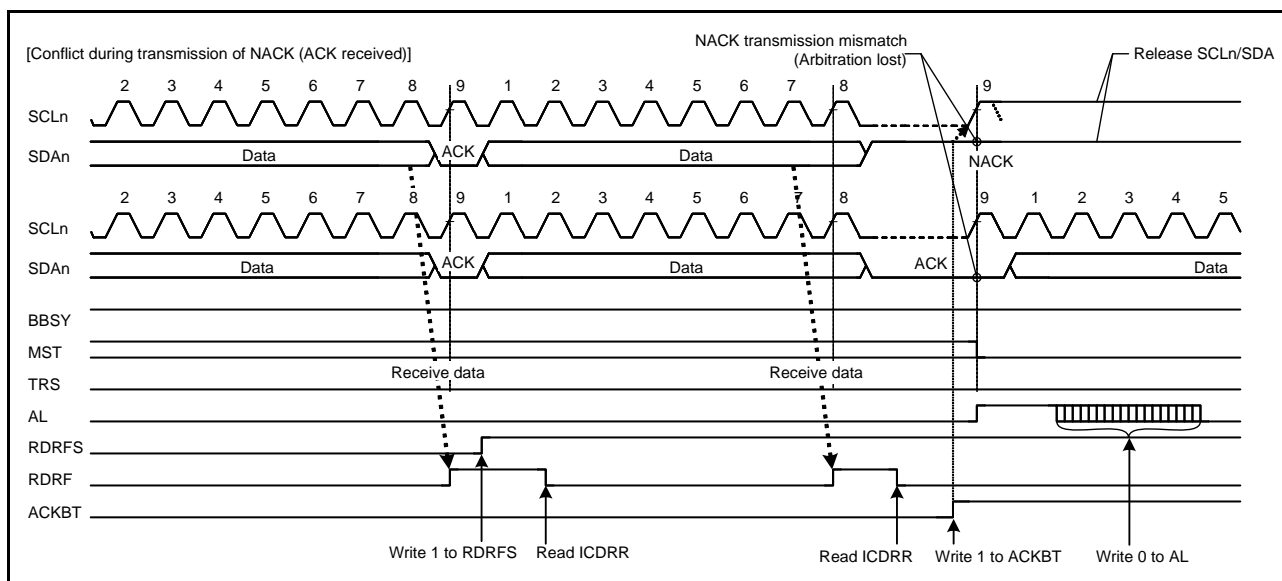 [Conflict during transmission of NACK (ACK received)]
NACK transmission mismatch
(Arbitration lost)
Release SCLn/SDA
2 3 4 5 6 7 8 9 1 2 3 4 5 6 7 8 9
SCLn
SDAn
Data ACK Data NACK
2 3 4 5 6 7 8 9 1 2 3 4 5 6 7 8 9 1 2 3 4 5
SCLn
SDAn
Data ACK Data ACK Data
BBSY
MST
Receive data Receive data
TRS
AL
RDRFS
RDRF
ACKBT
Write 1 to RDRFS Read ICDRR Read ICDRR Write 1 to ACKBT Write 0 to AL